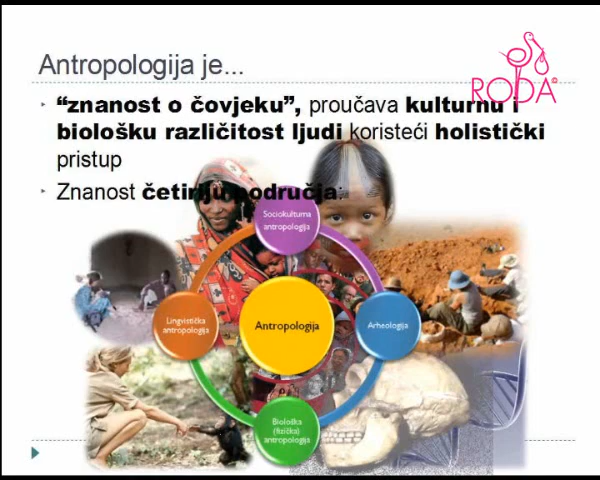 Antropologija je...
RODA®
“znanost o čovjeku”, proučava kulturnu i
biološku različitost ljudi koristeći holistički
pristup
Znanost četiriju područja:
Sociokulturna
antropologija
Lingvistička
antropologija
Antropologija
Arheologija
Biološka
(fizička)
antropologija